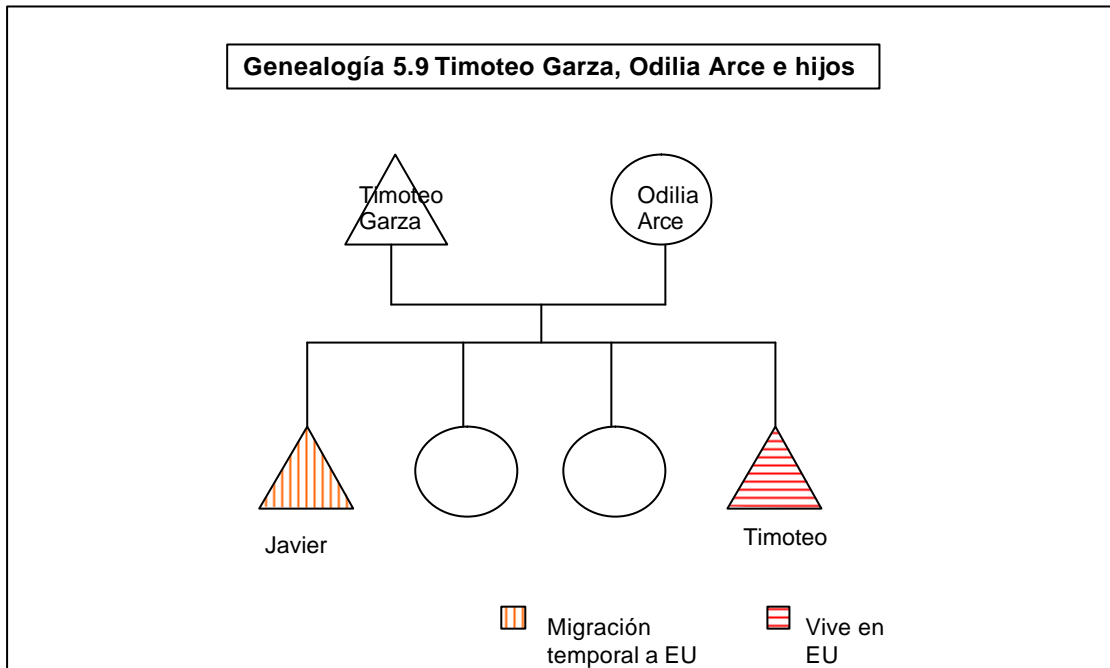 Genealogía 5.9 Timoteo Garza, Odilia Arce e hijos
Timoteo
Garza
Odilia
Arce
Javier
Timoteo
Migración
temporal a EU
Vive en
EU